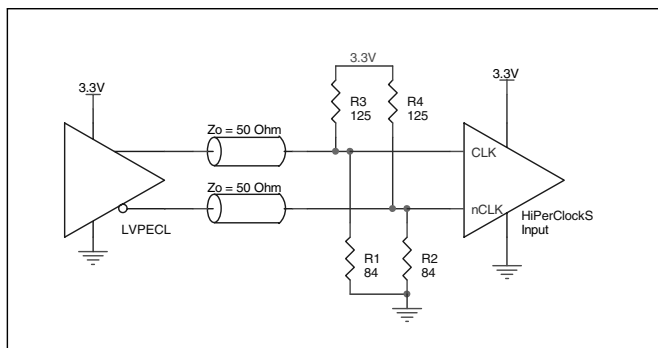 3.3V
3.3V
3.3V
R3
125
R4
125
Zo = 50 Ohm
CLK
Zo = 50 Ohm
nCLK
HiPerClockS
Input
LVPECL
R1
84
R2
84